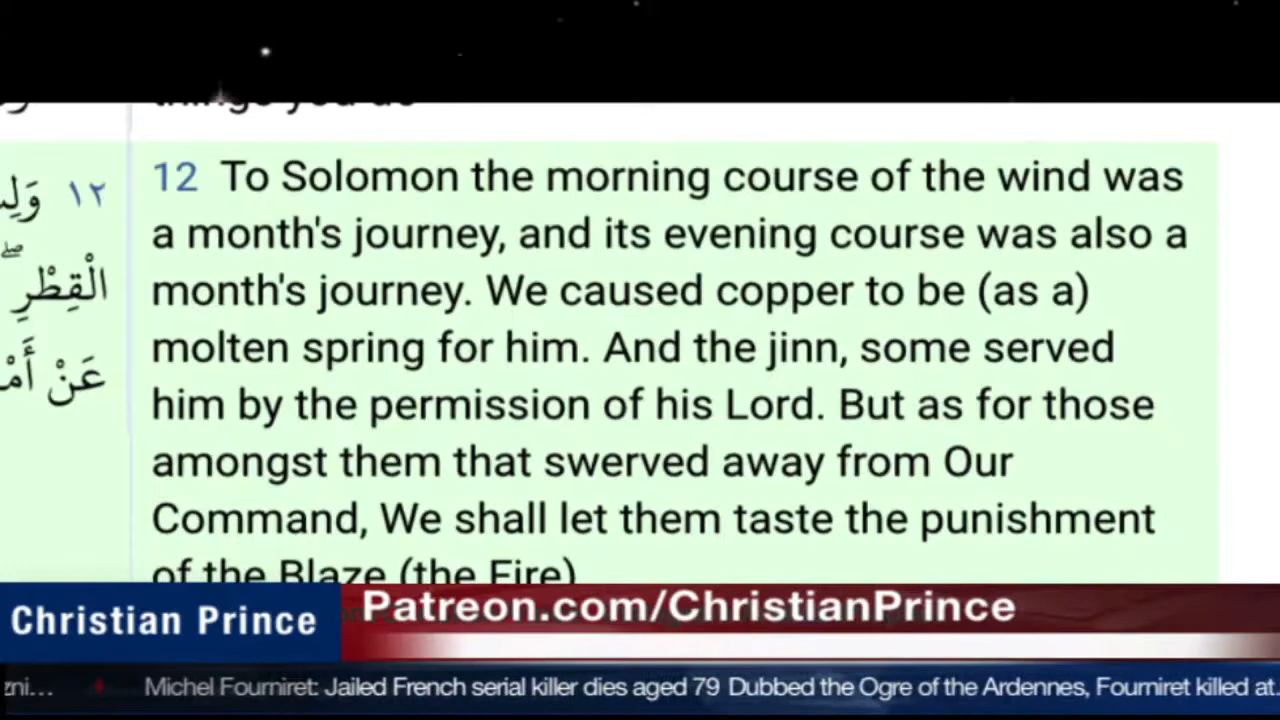 things you do
12 To Solomon the morning course of the wind was
a month's journey, and its evening course was also a
month's journey. We caused copper to be (as a)
molten spring for him. And the jinn, some served
him by the permission of his Lord. But as for those
amongst them that swerved away from Our
Command, We shall let them taste the punishment
of the Blaze (the Fire)
١٢
الْقِطْرِ ۖ
عَنْ
Christian Prince
Patreon.com/ChristianPrince
Michel Fourniret: Jailed French serial killer dies aged 79 Dubbed the Ogre of the Ardennes, Fourniret killed at.